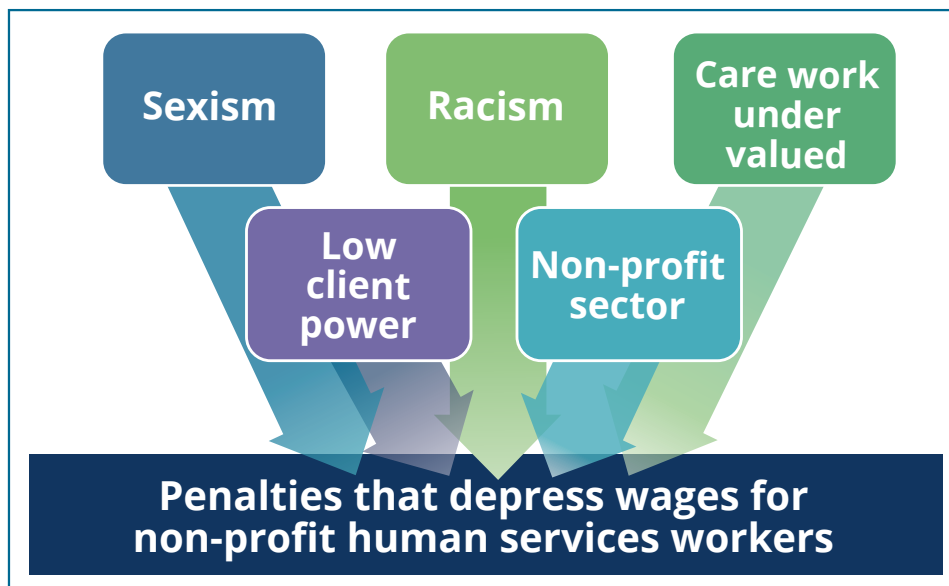 Sexism
Racism
Care work
under
valued
Low
client
power
Non-profit
sector
Penalties that depress wages for
non-profit human services workers